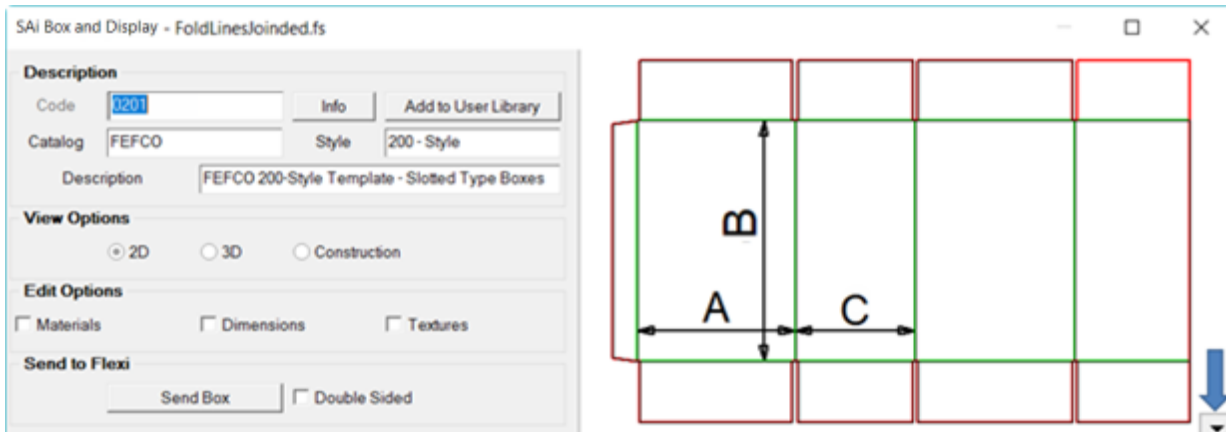 SAi Box and Display - FoldLinesJoinded.fs
Description
Code 0201 Info Add to User Library
Catalog FEFCO Style 200 - Style
Description FEFCO 200-Style Template - Slotted Type Boxes
View Options
2D 3D Construction
Edit Options
Materials Dimensions Textures
Send to Flexi
Send Box Double Sided
B
A C